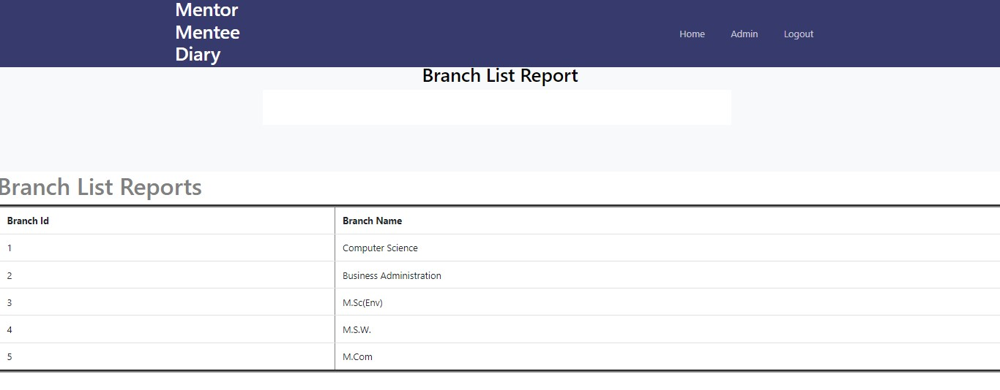 Mentor
Mentee
Diary
Home Admin Logout
Branch List Report
Branch List Reports
Branch Id Branch Name
1 Computer Science
2 Business Administration
3 M.Sc(Env)
4 M.S.W.
5 M.Com